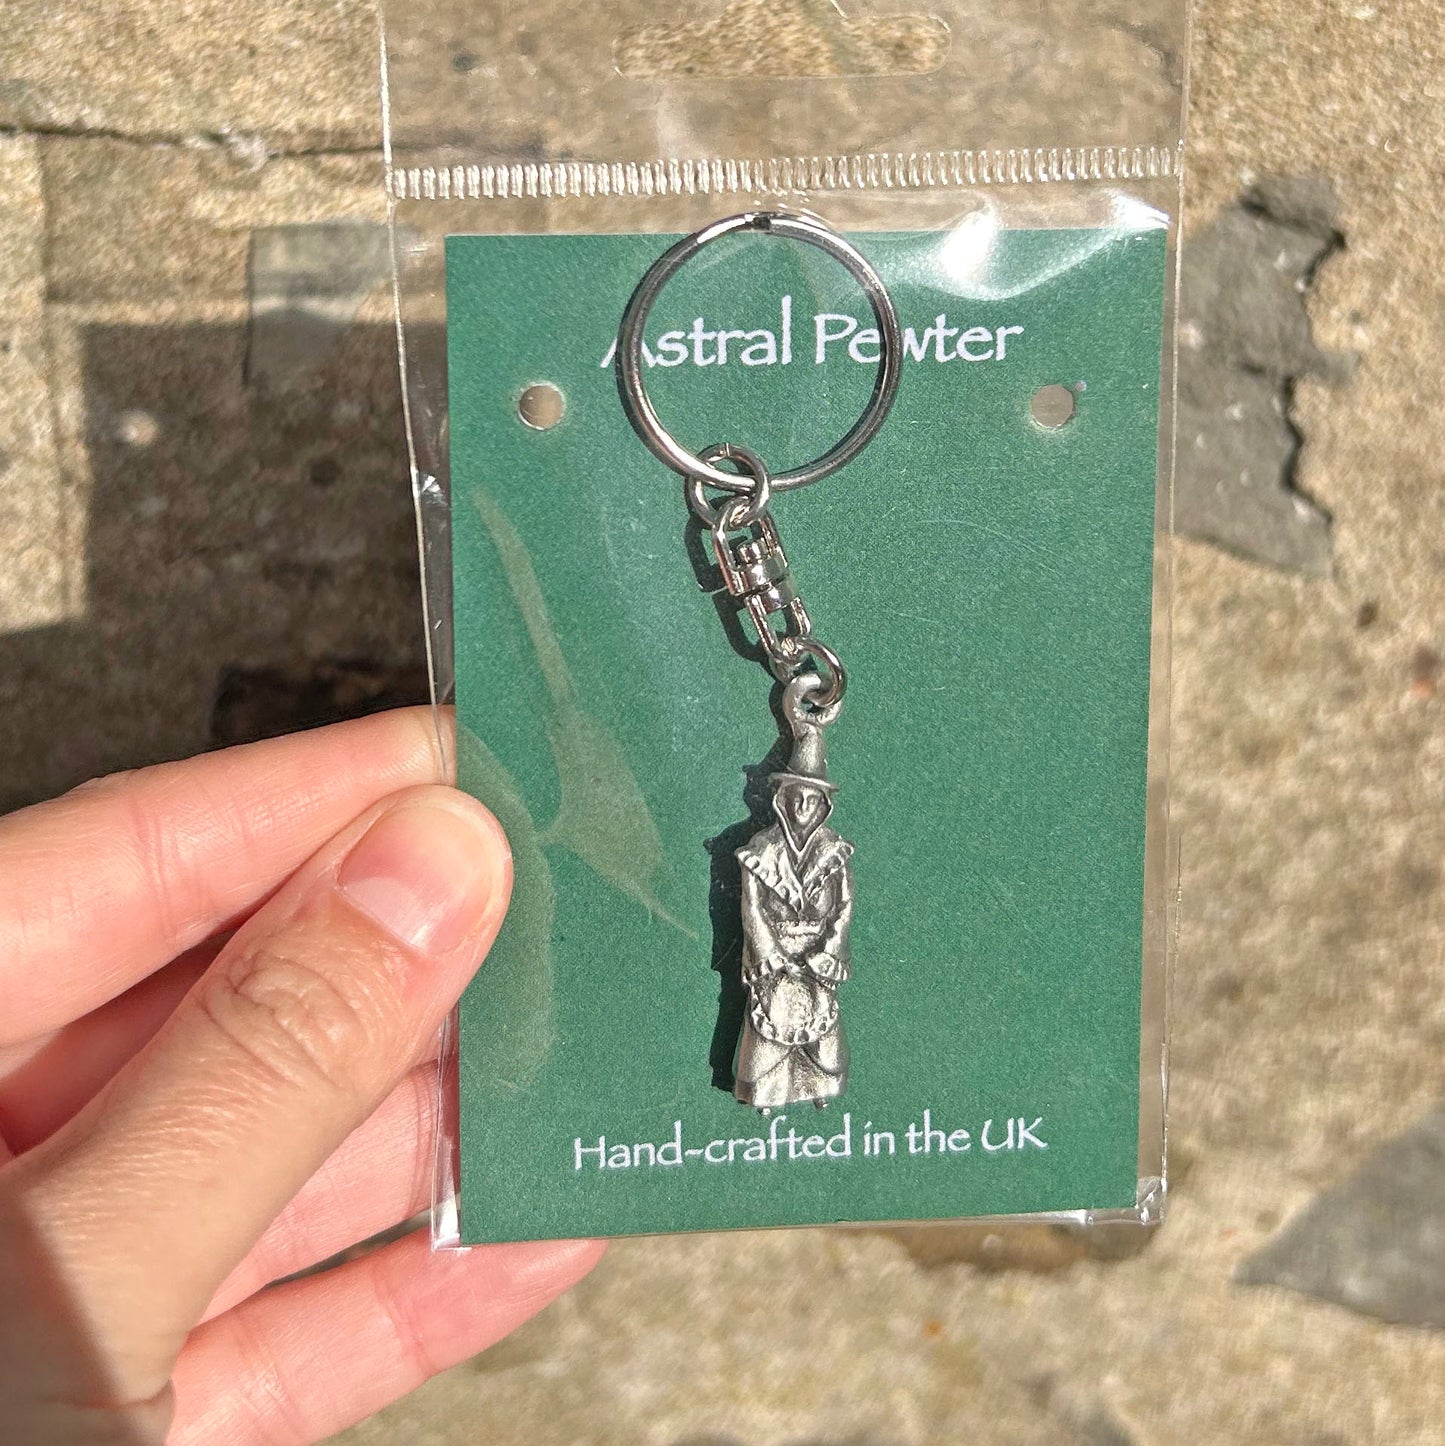 Astral Pewter
Hand-crafted in the UK